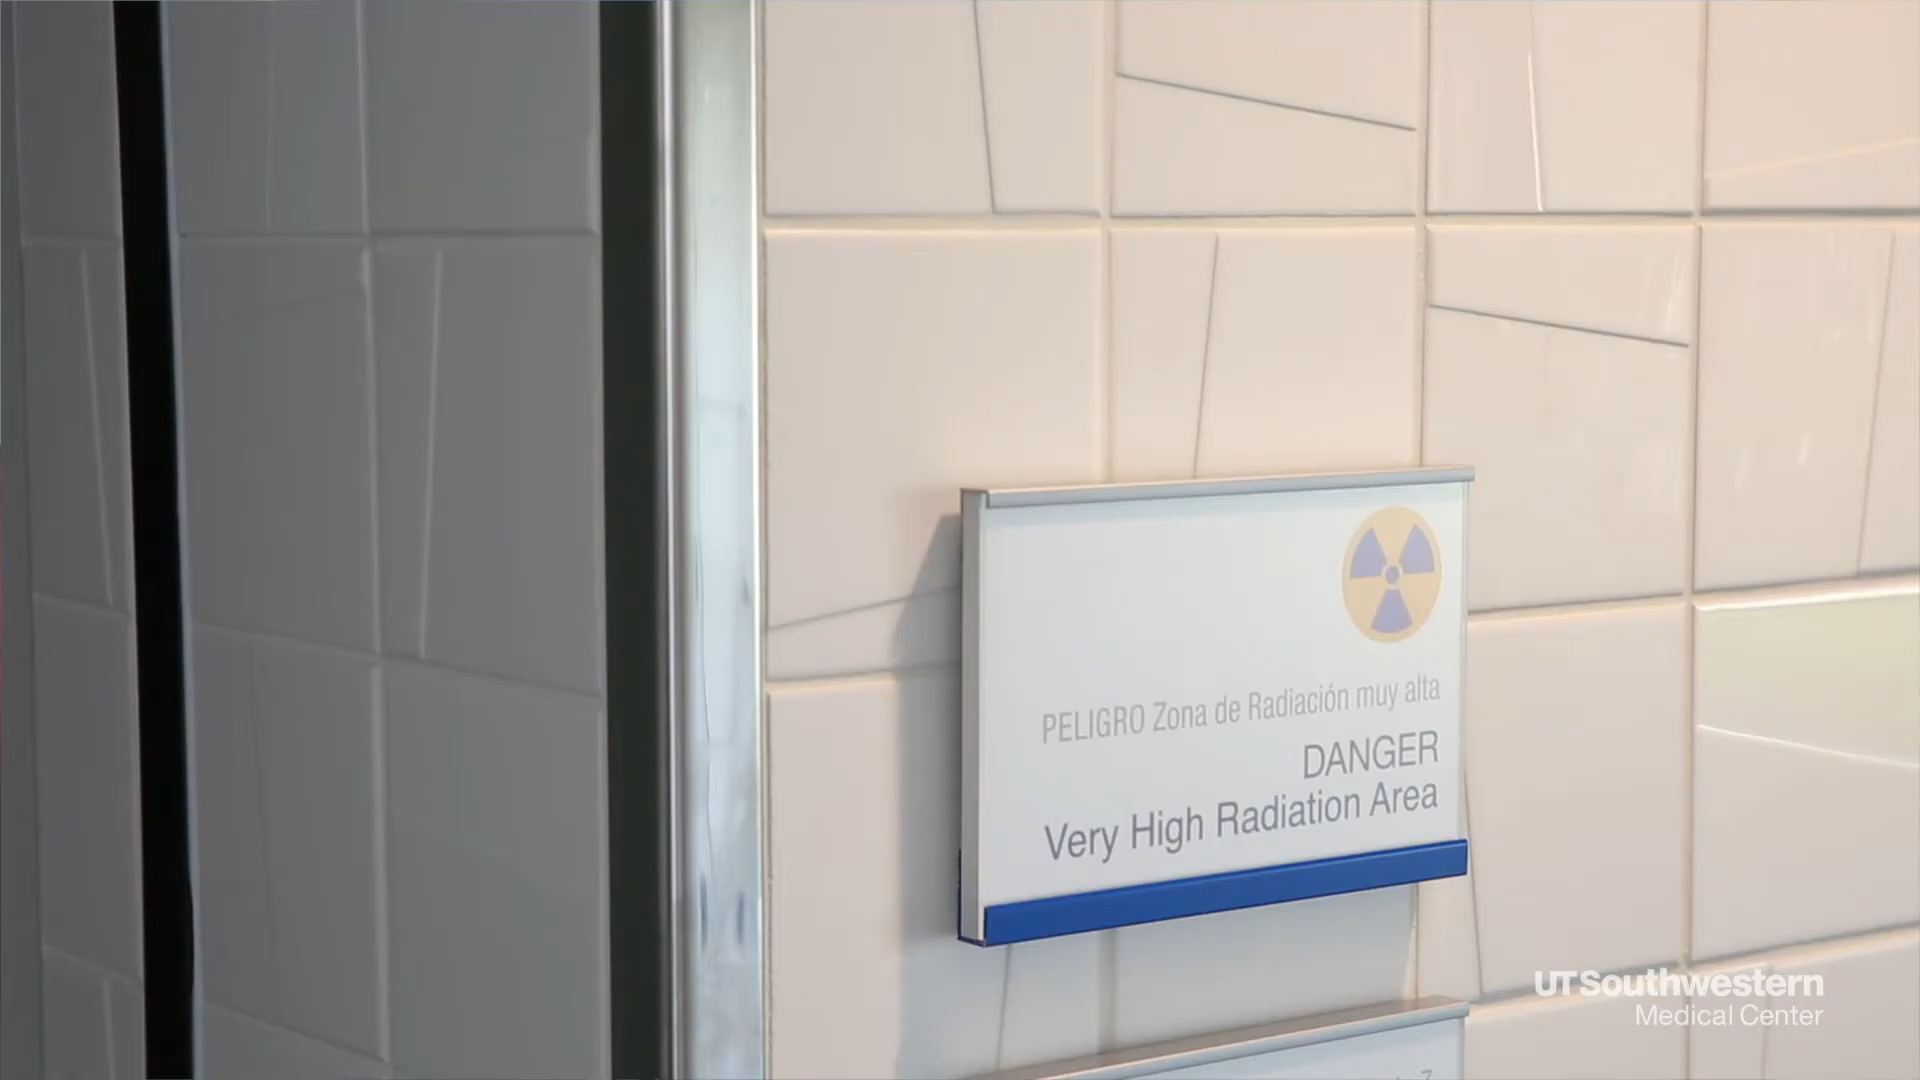 PELIGRO Zona de Radiación muy alta
DANGER
Very High Radiation Area
UTSouthwestern
Medical Center